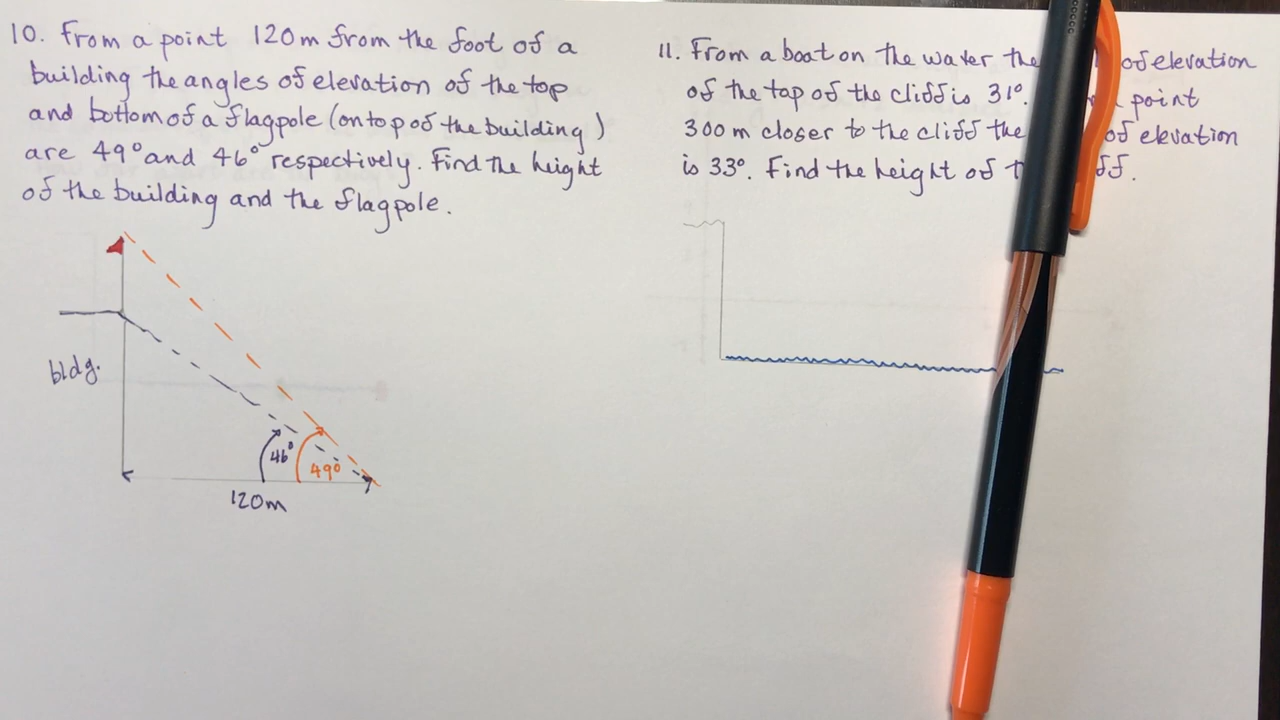 10. From a point 120m from the foot of a
building the angles of elevation of the top
and bottom of a flagpole (on top of the building)
are 49° and 46° respectively. Find the height
of the building and the flagpole.
bldg.
46°
49°
120m
11. From a boat on the water the of elevation
of the top of the cliff is 31°. point
300 m closer to the cliff the of elevation
is 33°. Find the height of